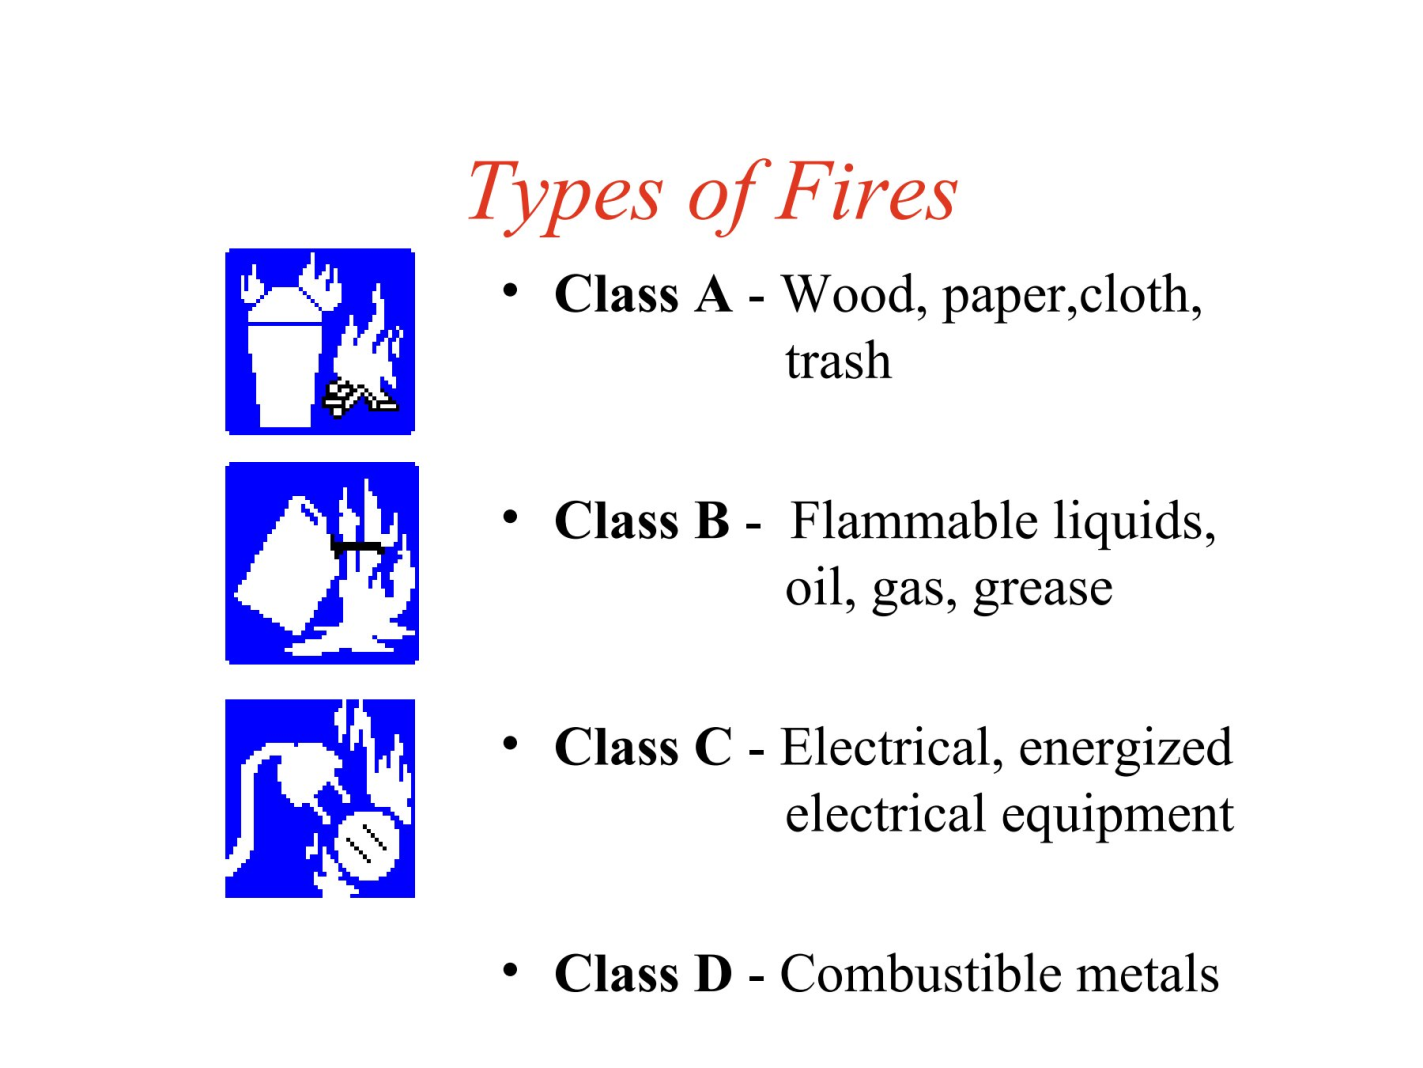 Types of Fires
• Class A - Wood, paper,cloth,
trash
• Class B - Flammable liquids,
oil, gas, grease
• Class C - Electrical, energized
electrical equipment
• Class D - Combustible metals